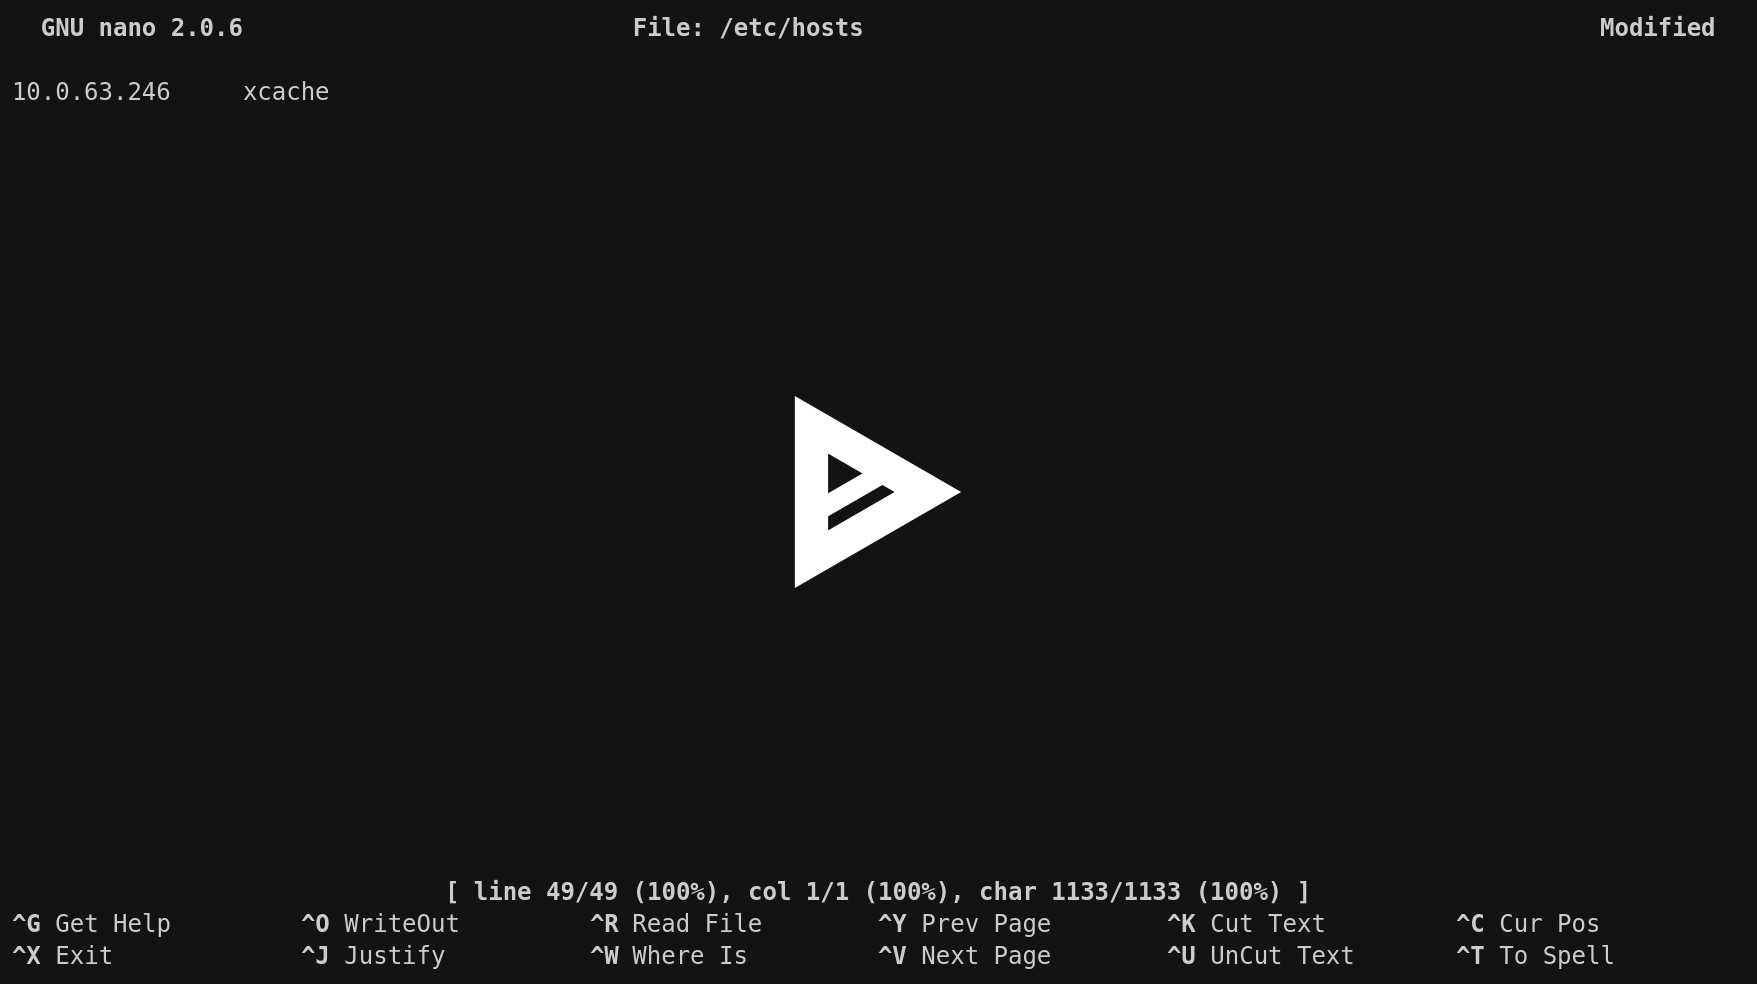 GNU nano 2.0.6 File: /etc/hosts Modified
10.0.63.246 xcache
[ line 49/49 (100%), col 1/1 (100%), char 1133/1133 (100%) ]
^G Get Help ^O WriteOut ^R Read File ^Y Prev Page ^K Cut Text ^C Cur Pos
^X Exit ^J Justify ^W Where Is ^V Next Page ^U UnCut Text ^T To Spell